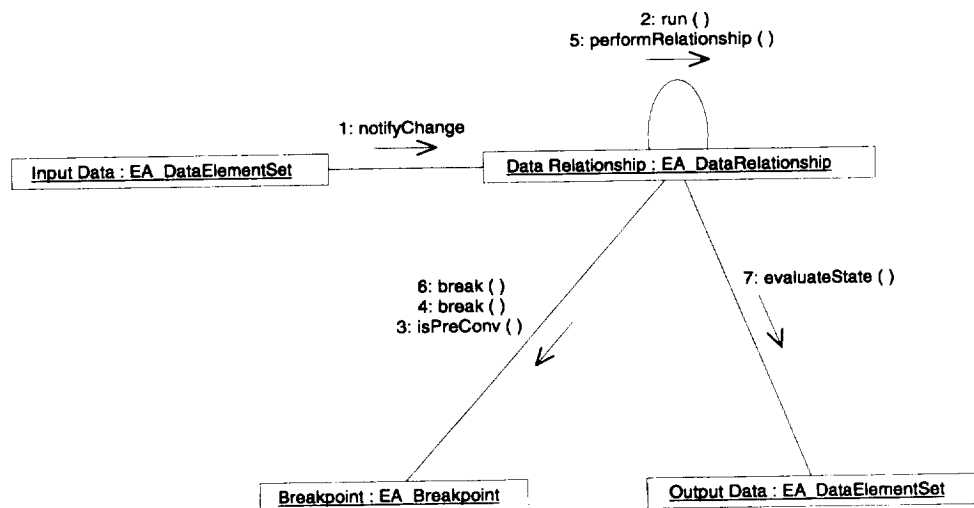 2: run ( )
5: performRelationship ( )
1: notifyChange
Input Data : EA_DataElementSet
Data Relationship : EA_DataRelationship
6: break ( )
4: break ( )
3: isPreConv ( )
7: evaluateState ( )
Breakpoint : EA_Breakpoint
Output Data : EA_DataElementSet